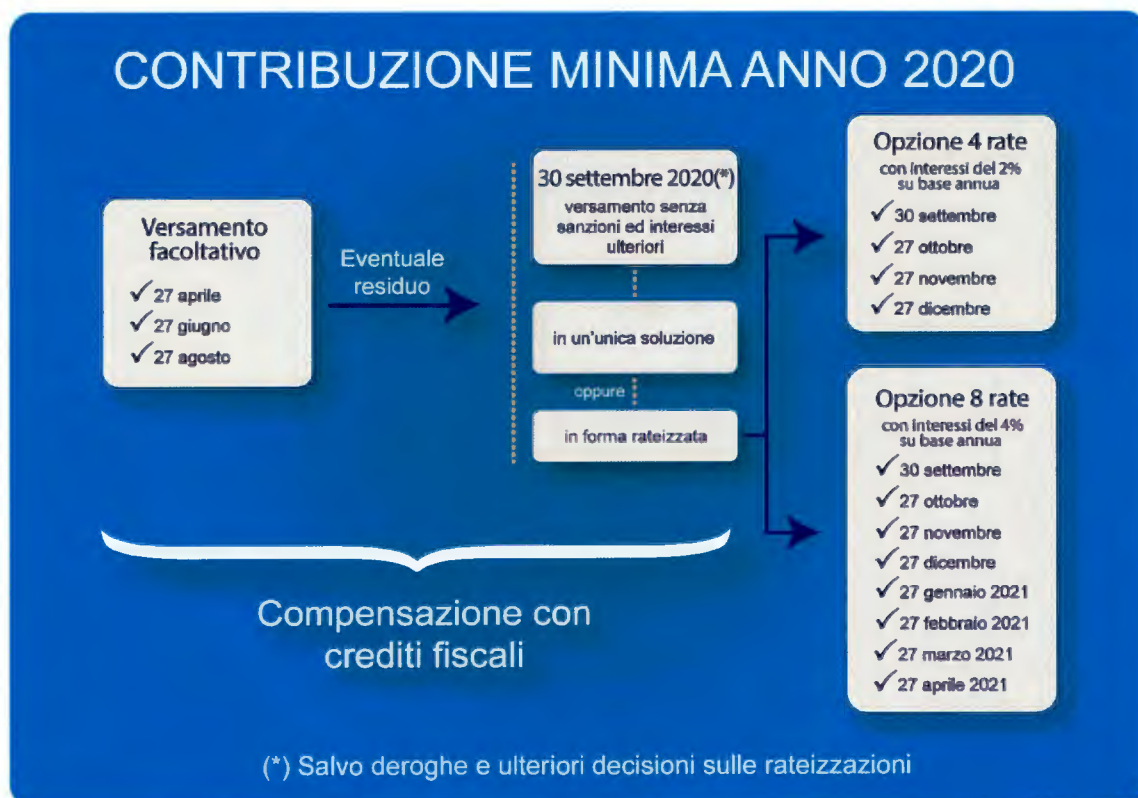 CONTRIBUZIONE MINIMA ANNO 2020
Versamento
facoltativo
✓ 27 aprile
✓ 27 giugno
✓ 27 agosto
Eventuale
residuo
30 settembre 2020(*)
versamento senza
sanzioni ed interessi
ulteriori
in un'unica soluzione
oppure
in forma rateizzata
Opzione 4 rate
con interessi del 2%
su base annua
✓ 30 settembre
✓ 27 ottobre
✓ 27 novembre
✓ 27 dicembre
Opzione 8 rate
con interessi del 4%
su base annua
✓ 30 settembre
✓ 27 ottobre
✓ 27 novembre
✓ 27 dicembre
✓ 27 gennaio 2021
✓ 27 febbraio 2021
✓ 27 marzo 2021
✓ 27 aprile 2021
Compensazione con
crediti fiscali
(*) Salvo deroghe e ulteriori decisioni sulle rateizzazioni